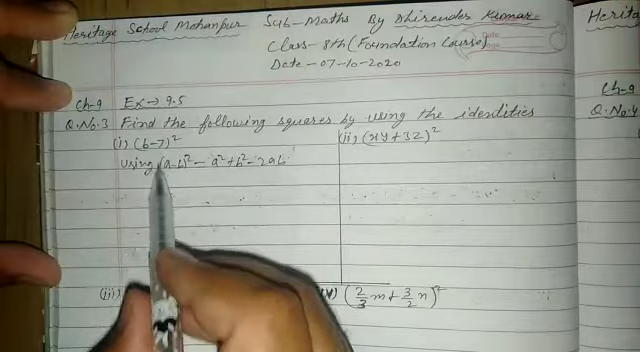 Heritage School Mohanpur Sub-Maths By Dhirender Kumar
Class-8th (Foundation Course)
Date-07-10-2020
Ch-9 Ex→9.5
Q.No.3 Find the following squares by using the identities
(i) (b-7)²
(ii) (xy+3z)²
using (a-b)² = a²+b²-2ab
(iii)
(2/3 m + 3/2 n)²
Herita
Ch-9
Q.No.4